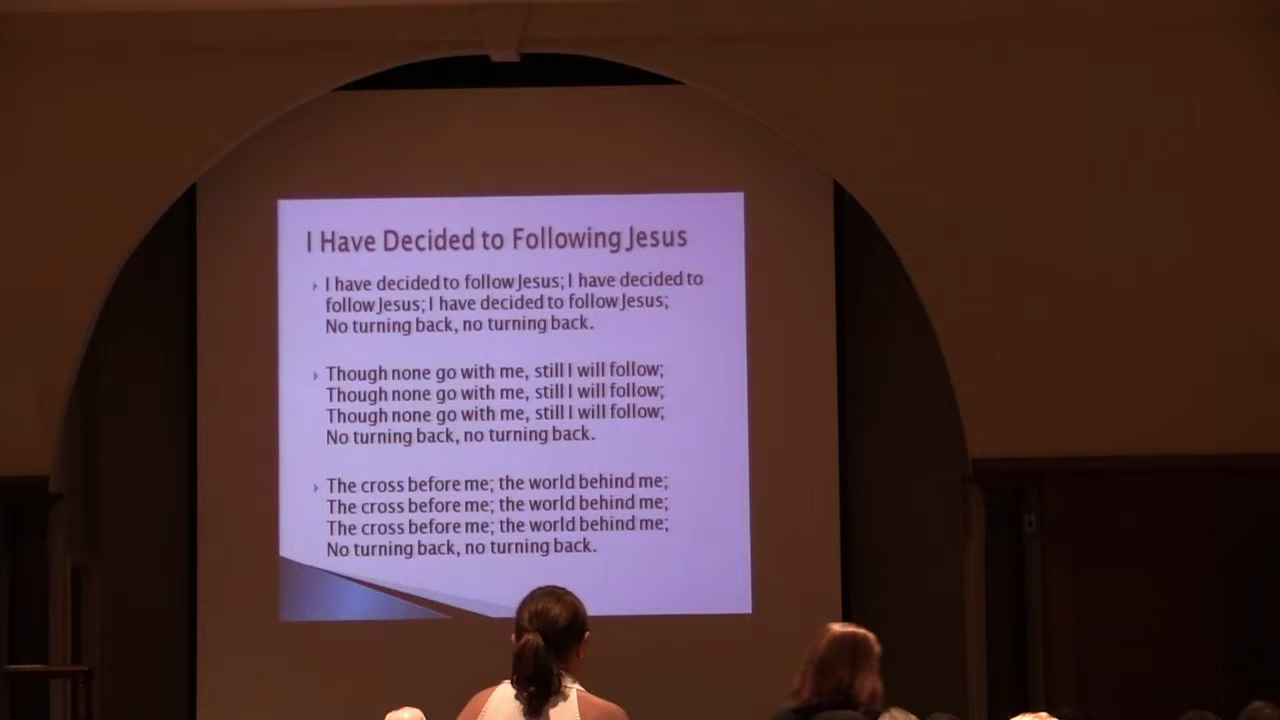 I Have Decided to Following Jesus
I have decided to follow Jesus; I have decided to
follow Jesus; I have decided to follow Jesus;
No turning back, no turning back.
Though none go with me, still I will follow;
Though none go with me, still I will follow;
Though none go with me, still I will follow;
No turning back, no turning back.
The cross before me; the world behind me;
The cross before me; the world behind me;
The cross before me; the world behind me;
No turning back, no turning back.